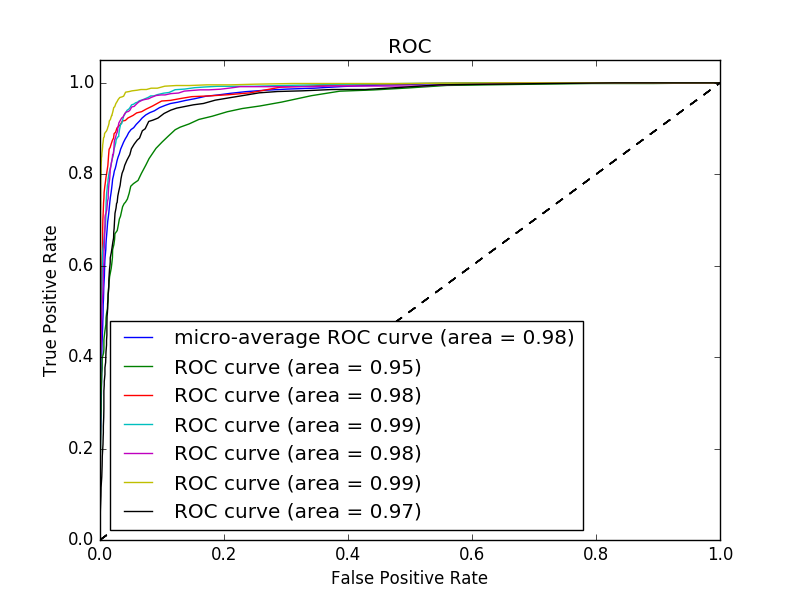 ROC
1.0
0.8
0.6
0.4
0.2
0.0
True Positive Rate
micro-average ROC curve (area = 0.98)
ROC curve (area = 0.95)
ROC curve (area = 0.98)
ROC curve (area = 0.99)
ROC curve (area = 0.98)
ROC curve (area = 0.99)
ROC curve (area = 0.97)
0.0 0.2 0.4 0.6 0.8 1.0
False Positive Rate